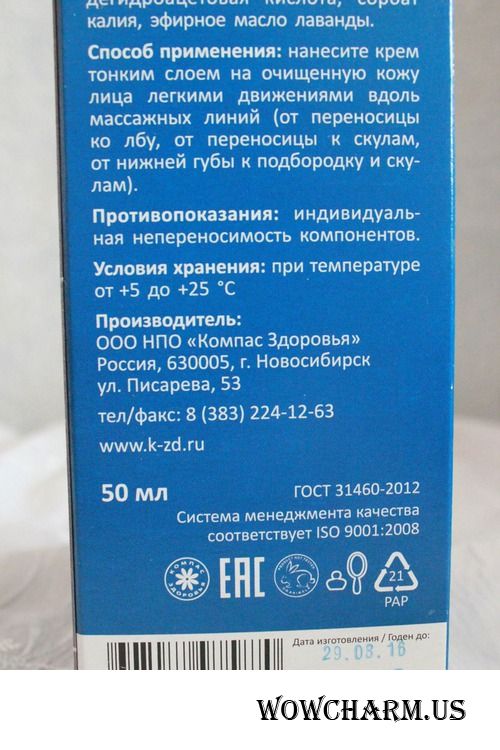 дегидроацетовая кислота, сорбат
калия, эфирное масло лаванды.
Способ применения: нанесите крем
тонким слоем на очищенную кожу
лица легкими движениями вдоль
массажных линий (от переносицы
ко лбу, от переносицы к скулам,
от нижней губы к подбородку и ску-
лам).
Противопоказания: индивидуаль-
ная непереносимость компонентов.
Условия хранения: при температуре
от +5 до +25 °C
Производитель:
ООО НПО «Компас Здоровья»
Россия, 630005, г. Новосибирск
ул. Писарева, 53
тел/факс: 8 (383) 224-12-63
www.k-zd.ru
50 мл
ГОСТ 31460-2012
Система менеджмента качества
соответствует ISO 9001:2008
КОМПАС ЗДОРОВЬЯ
EAC
21
PAP
Дата изготовления / Годен до:
29.08.16
WOWCHARM.US